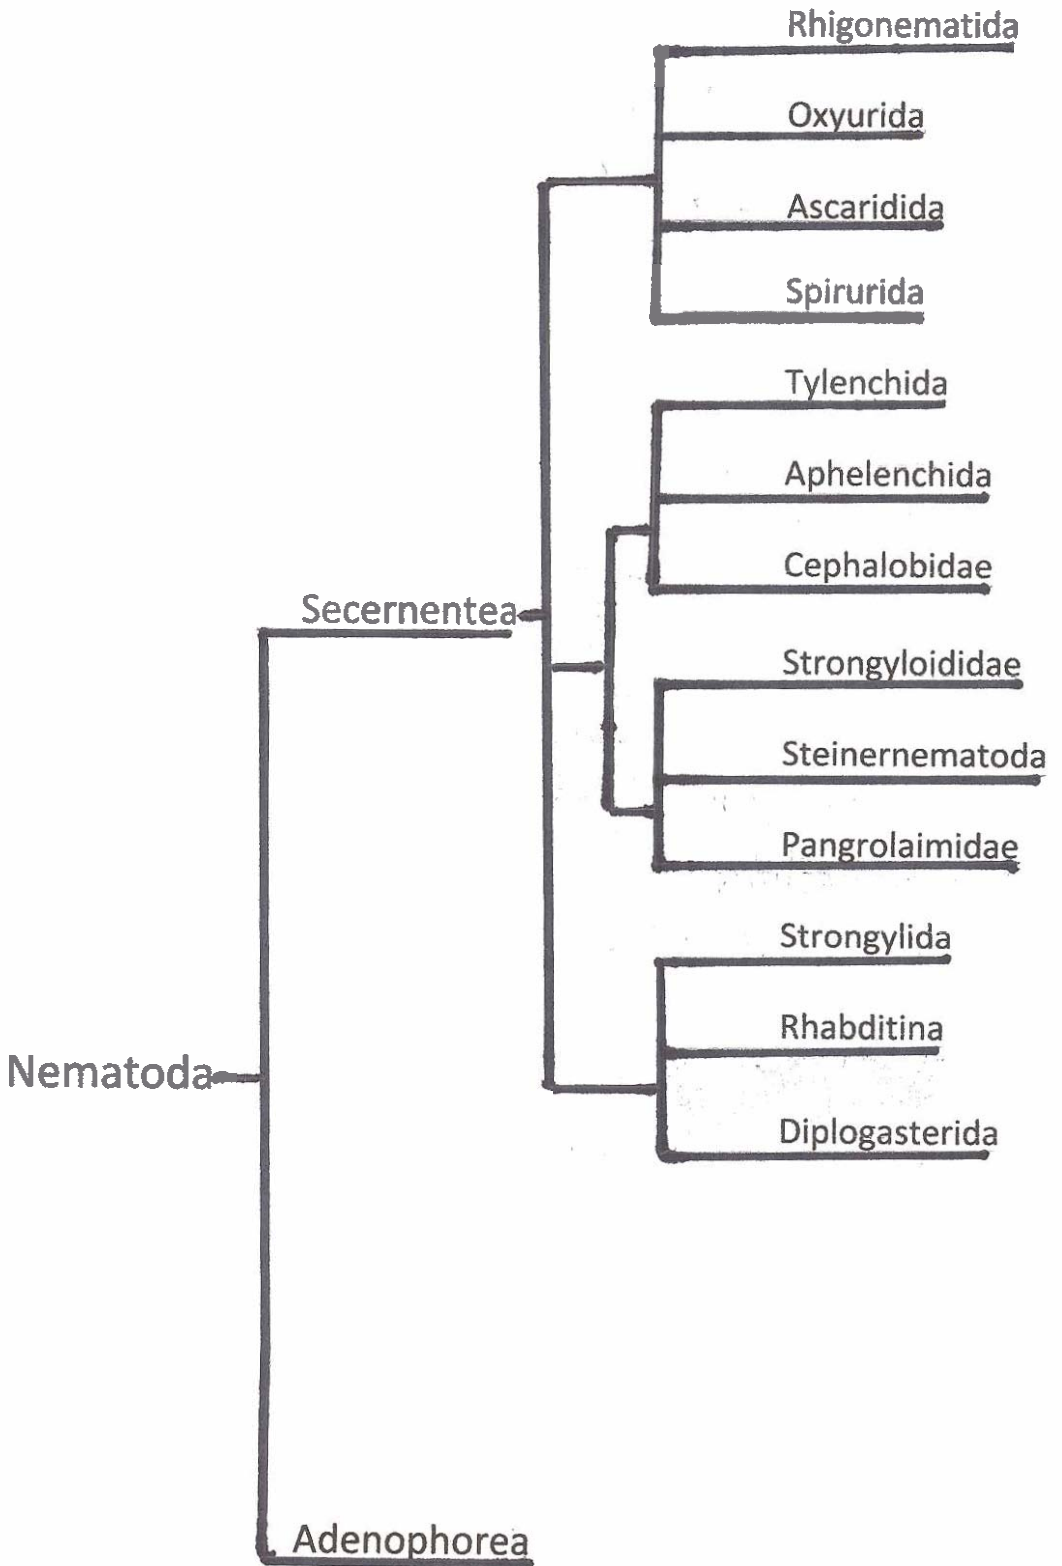 Rhigonematida
Oxyurida
Ascaridida
Spirurida
Tylenchida
Aphelenchida
Cephalobidae
Secernentea
Strongyloididae
Steinernematoda
Pangrolaimidae
Strongylida
Rhabditina
Nematoda
Diplogasterida
Adenophorea